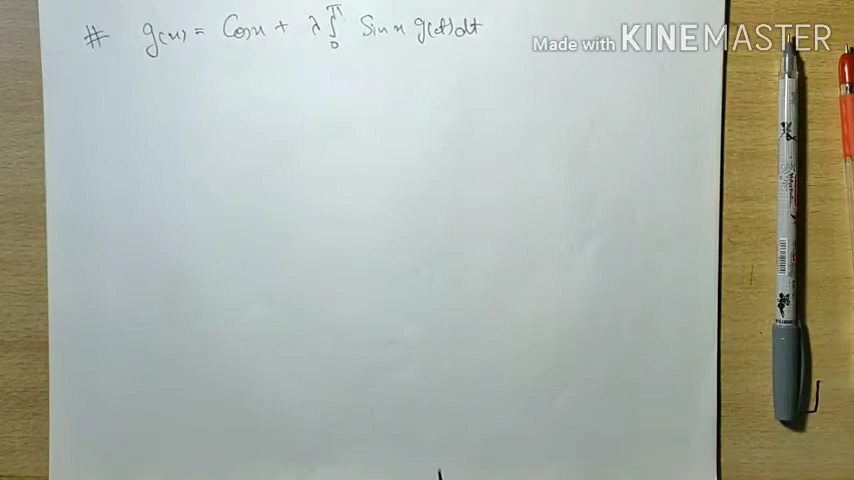 # g(x) = Cosx + λ ∫₀^π Sin x g(t) dt
Made with KINEMASTER